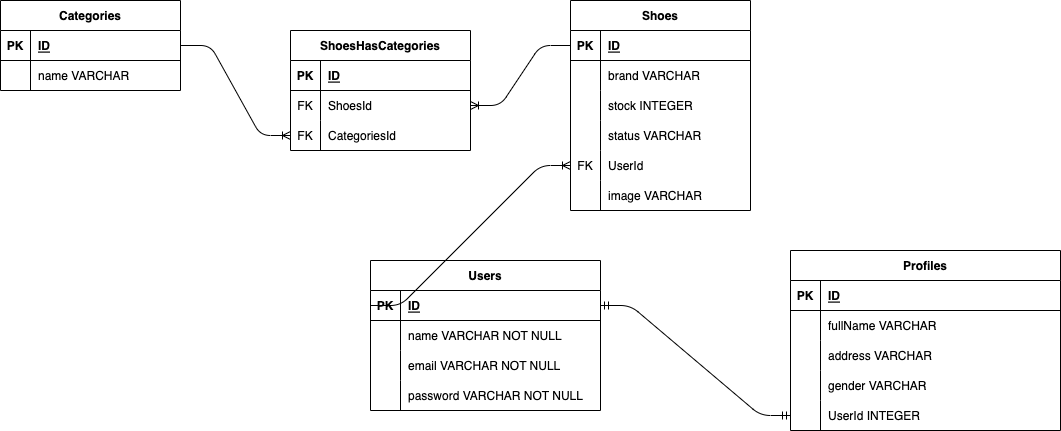 Categories
PK ID
name VARCHAR
ShoesHasCategories
PK ID
FK ShoesId
FK CategoriesId
Shoes
PK ID
brand VARCHAR
stock INTEGER
status VARCHAR
FK UserId
image VARCHAR
Users
PK ID
name VARCHAR NOT NULL
email VARCHAR NOT NULL
password VARCHAR NOT NULL
Profiles
PK ID
fullName VARCHAR
address VARCHAR
gender VARCHAR
UserId INTEGER